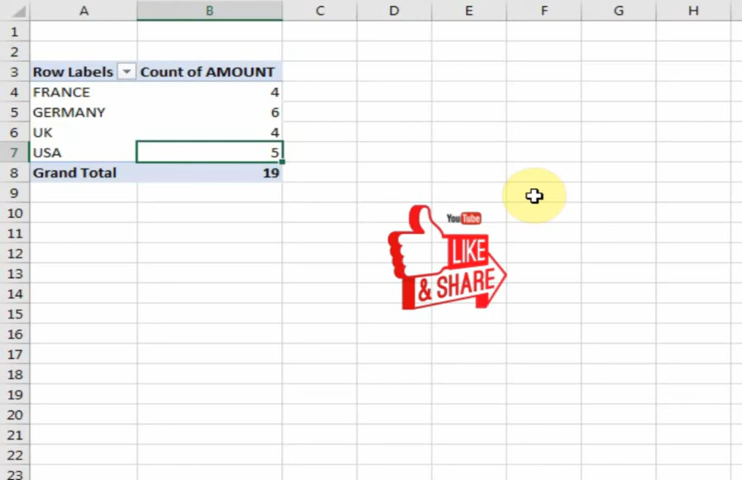 A B C D E F G H
1
2
3 Row Labels Count of AMOUNT
4 FRANCE 4
5 GERMANY 6
6 UK 4
7 USA 5
8 Grand Total 19
9
10 YouTube
11
12 LIKE
13 & SHARE
14
15
16
17
18
19
20
21
22
23